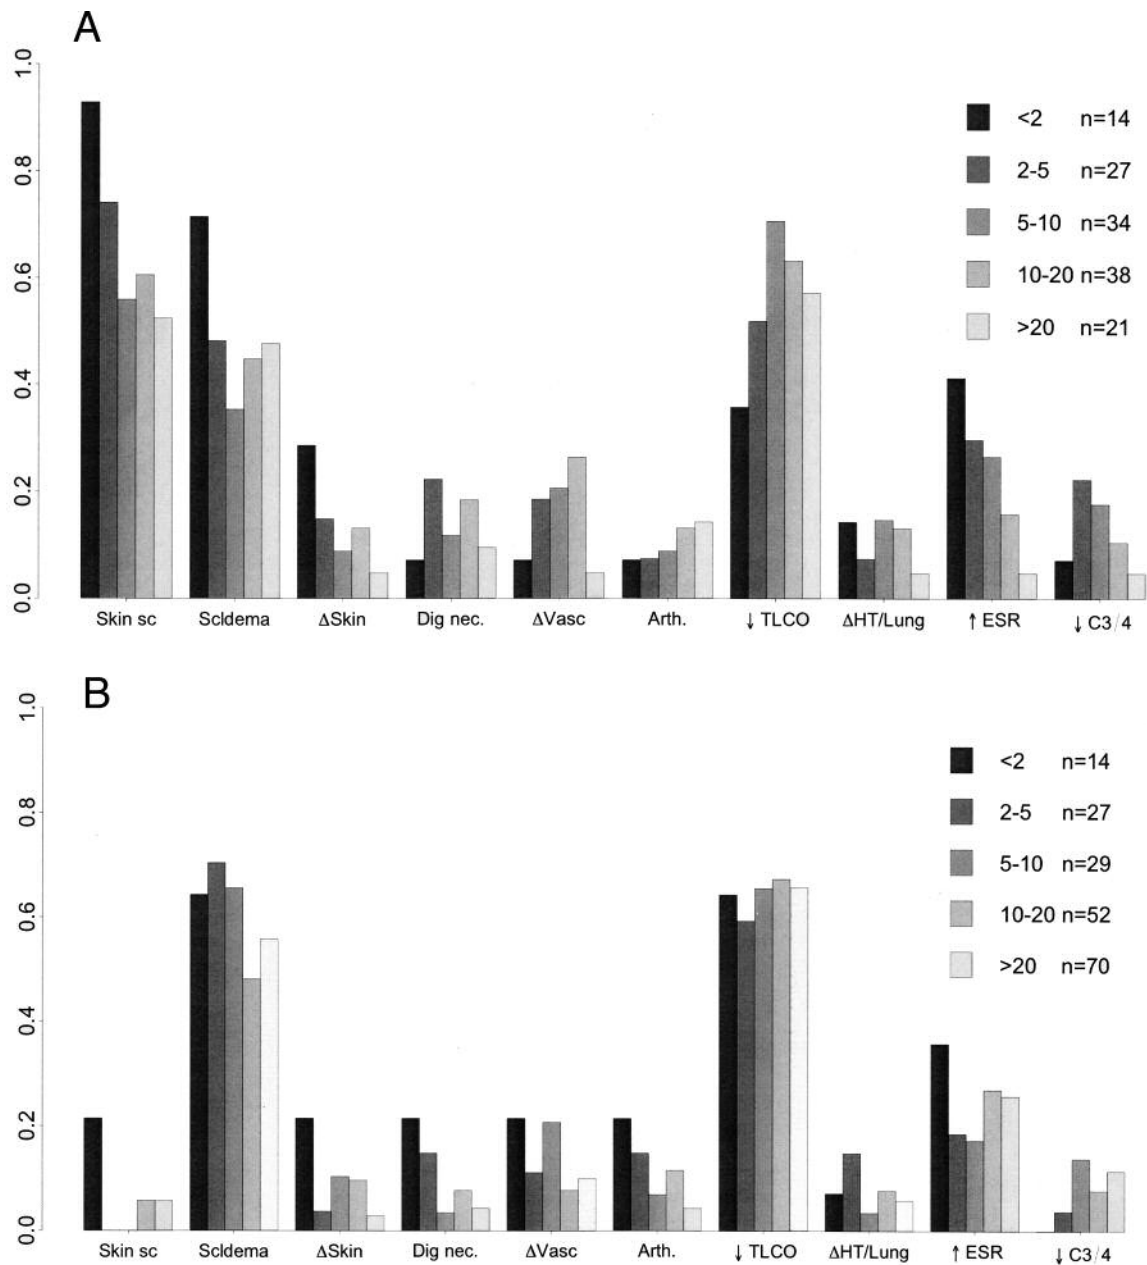 A
1.0
0.8
0.6
0.4
0.2
0.0
<2 n=14
2-5 n=27
5-10 n=34
10-20 n=38
>20 n=21
Skin sc Scldema ΔSkin Dig nec. ΔVasc Arth. ↓ TLCO ΔHT/Lung ↑ ESR ↓ C3/4
B
1.0
0.8
0.6
0.4
0.2
0.0
<2 n=14
2-5 n=27
5-10 n=29
10-20 n=52
>20 n=70
Skin sc Scldema ΔSkin Dig nec. ΔVasc Arth. ↓ TLCO ΔHT/Lung ↑ ESR ↓ C3/4